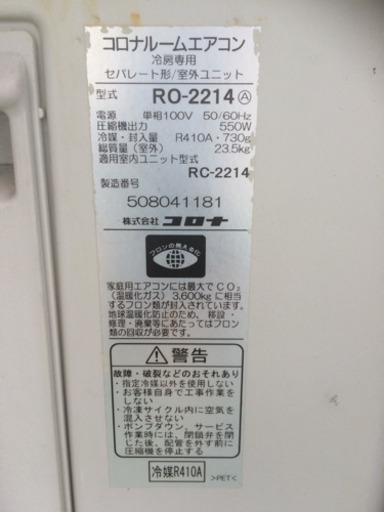 コロナルームエアコン
冷房専用
セパレート形/室外ユニット
型式 RO-2214Ⓐ
電源 単相100V 50/60Hz
圧縮機出力 550W
冷媒・封入量 R410A・730g
総質量（室外） 23.5kg
適用室内ユニット型式
RC-2214
製造番号
508041181
株式会社 コロナ
フロンの見える化
家庭用エアコンには最大でCO₂
（温暖化ガス）3,600kgに相当
するフロン類が封入されています。
地球温暖化防止のため、移設・
修理・廃棄等にあたってはフロン
類の回収が必要です。
⚠警告
故障・破裂などのおそれあり
・指定冷媒以外を使用しない
・お客様自身で工事作業を
しない
・冷凍サイクル内に空気を
混入させない
・ポンプダウン、サービス
作業時には、閉鎖弁を閉
じた後、配管を外す前に
圧縮機を停止する
冷媒R410A
>PET<